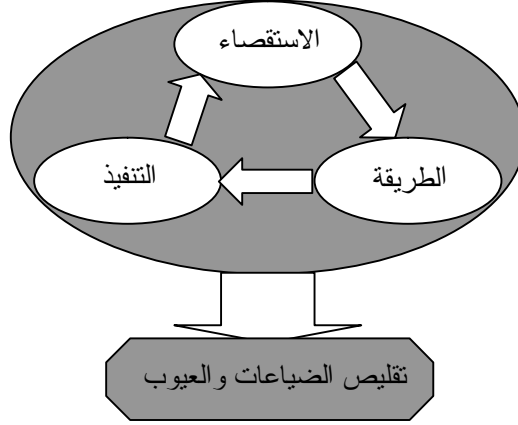 الاستقصاء
الطريقة
التنفيذ
تقليص الضياعات والعيوب